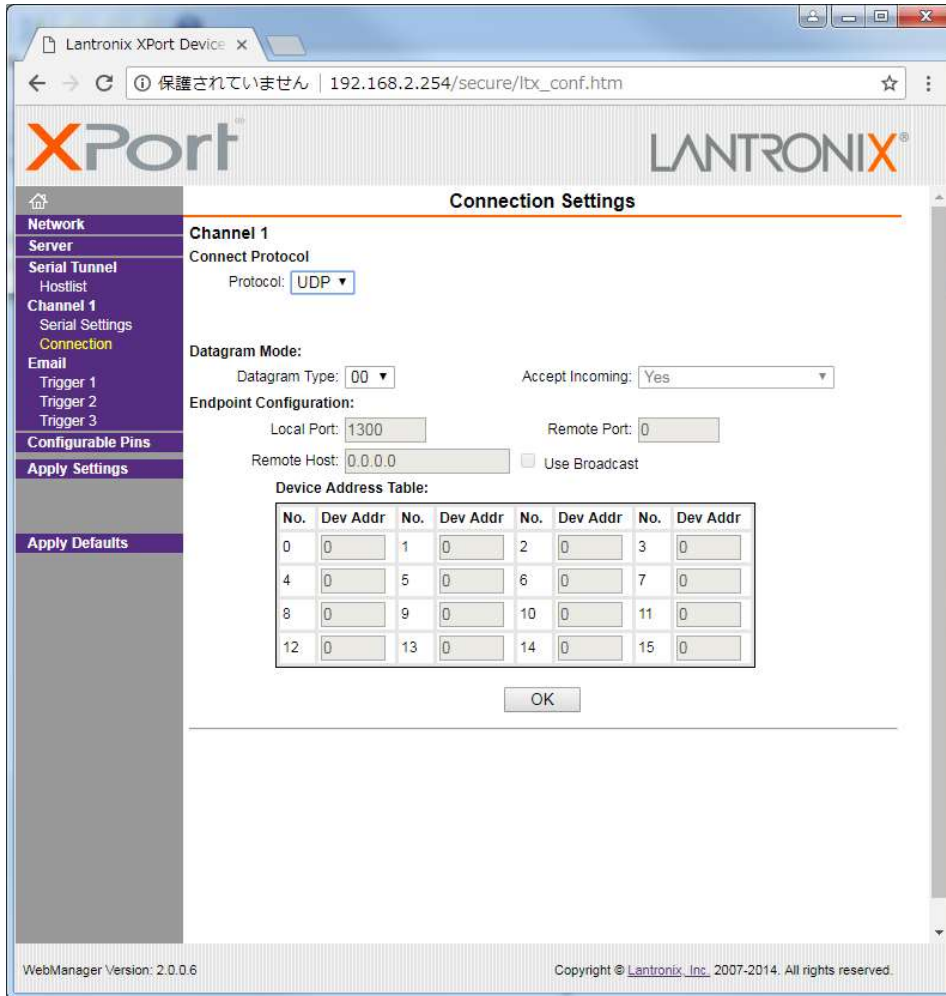 Lantronix XPort Device
保護されていません | 192.168.2.254/secure/ltx_conf.htm
XPort
LANTRONIX®
Network
Server
Serial Tunnel
Hostlist
Channel 1
Serial Settings
Connection
Email
Trigger 1
Trigger 2
Trigger 3
Configurable Pins
Apply Settings
Apply Defaults
Connection Settings
Channel 1
Connect Protocol
Protocol: UDP
Datagram Mode:
Datagram Type: 00 Accept Incoming: Yes
Endpoint Configuration:
Local Port: 1300 Remote Port: 0
Remote Host: 0.0.0.0 Use Broadcast
Device Address Table:
No. Dev Addr No. Dev Addr No. Dev Addr No. Dev Addr
0 0 1 0 2 0 3 0
4 0 5 0 6 0 7 0
8 0 9 0 10 0 11 0
12 0 13 0 14 0 15 0
OK
WebManager Version: 2.0.0.6
Copyright © Lantronix, Inc. 2007-2014. All rights reserved.